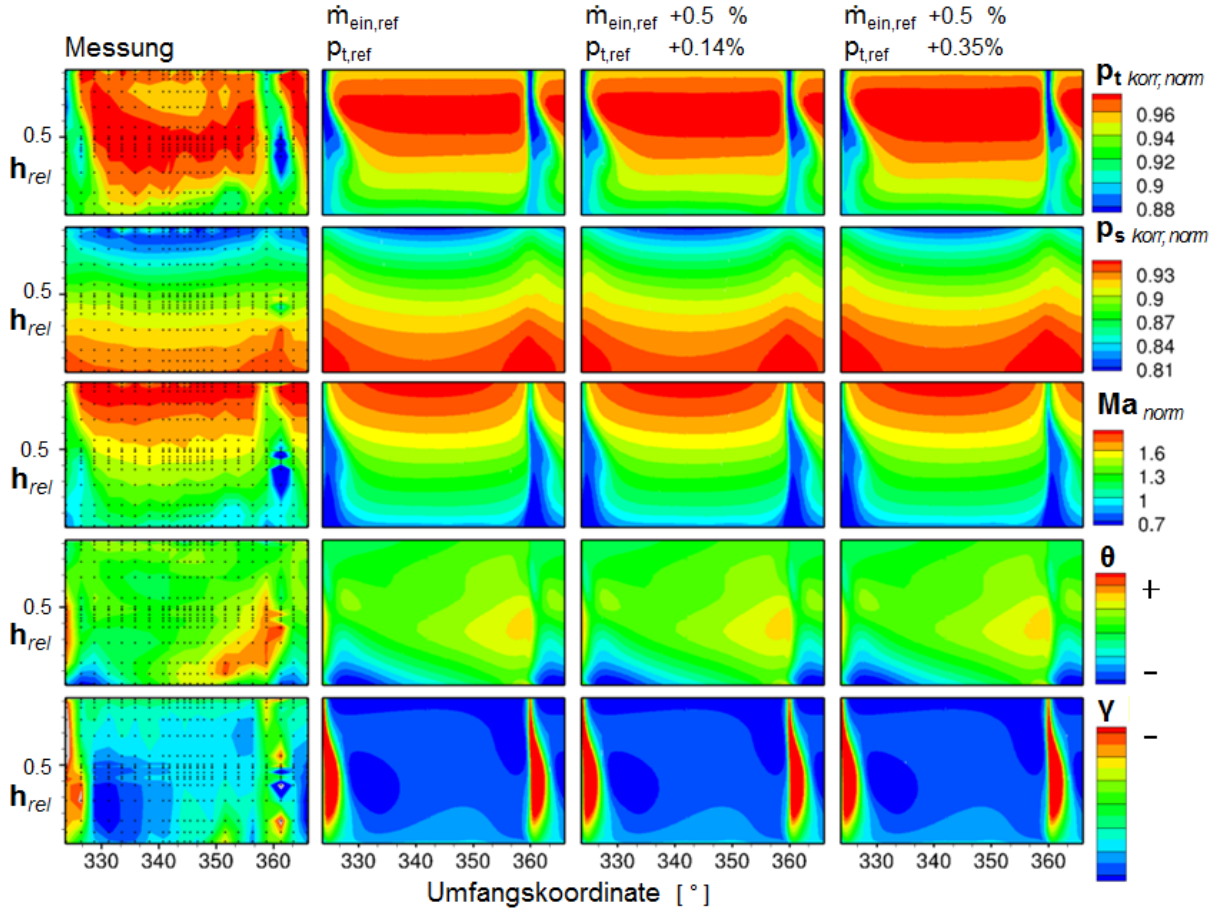 ṁein,ref ṁein,ref +0.5 % ṁein,ref +0.5 %
Messung pt,ref pt,ref +0.14% pt,ref +0.35%
pt korr,norm
0.96
0.94
0.92
0.9
0.88
0.5
hrel
ps korr,norm
0.93
0.9
0.87
0.84
0.81
0.5
hrel
Ma norm
1.6
1.3
1
0.7
0.5
hrel
θ
+
−
0.5
hrel
γ
−
0.5
hrel
330 340 350 360 330 340 350 360 330 340 350 360 330 340 350 360
Umfangskoordinate [ ° ]